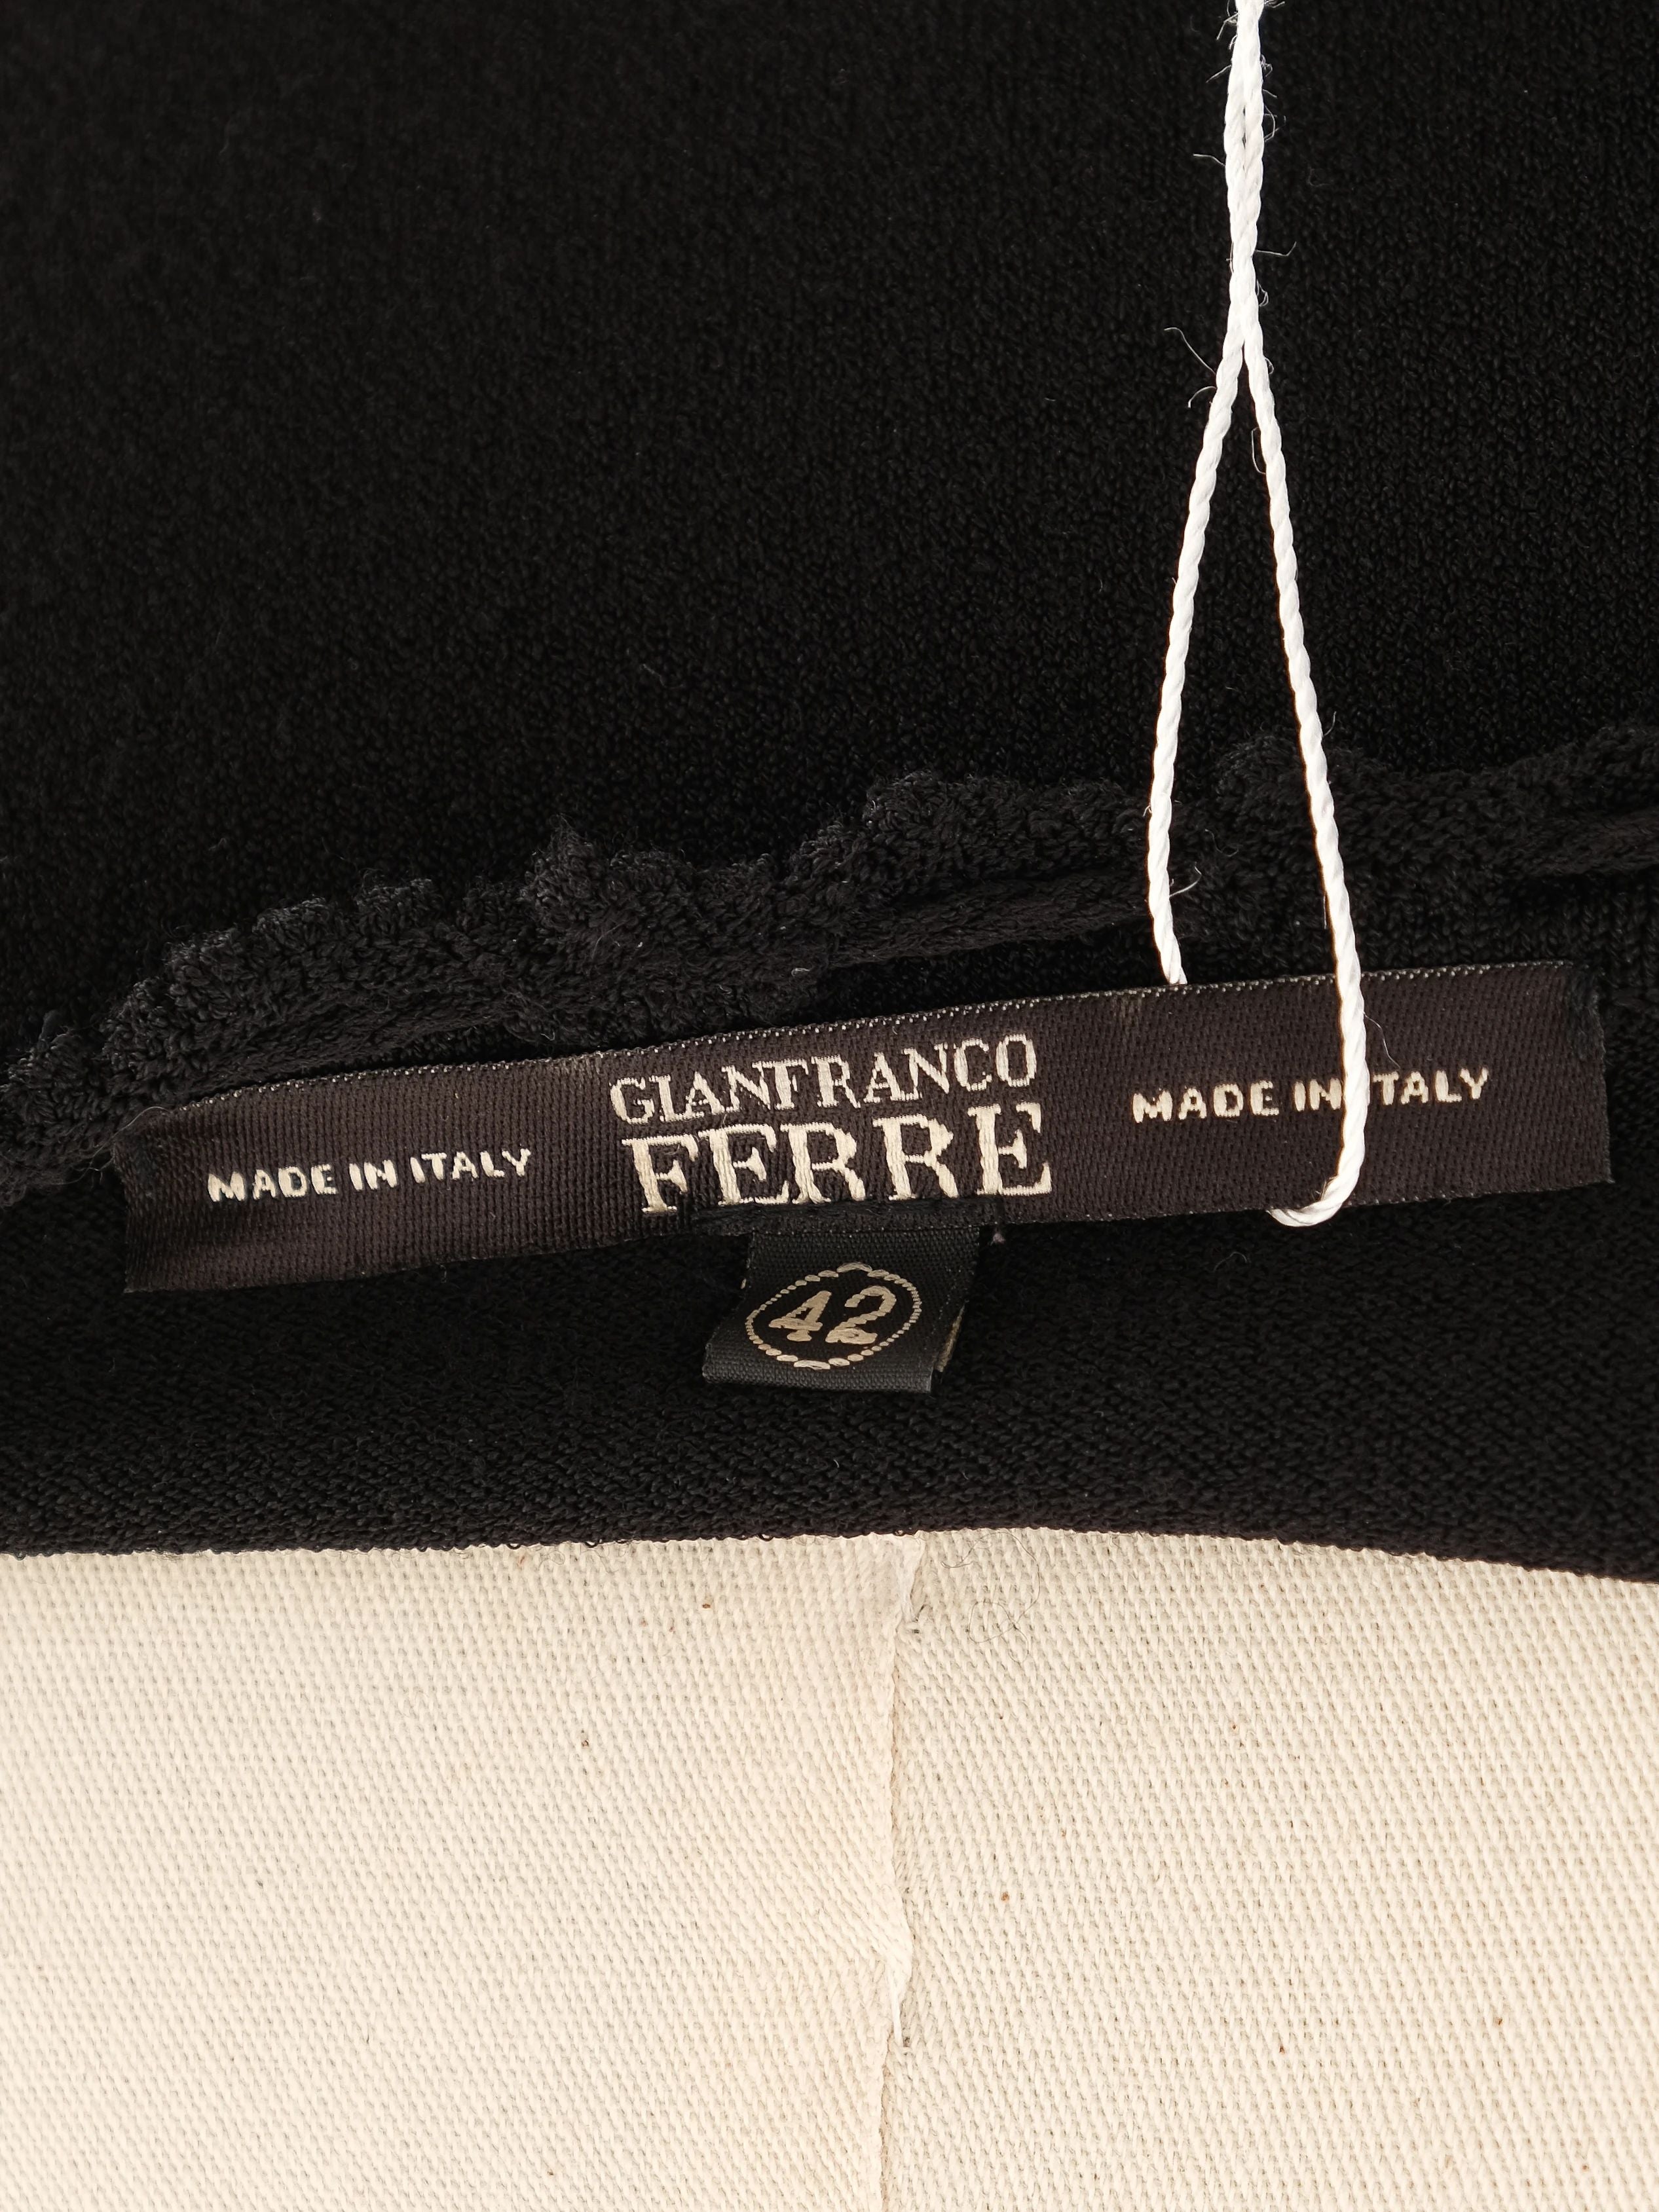 GIANFRANCO
FERRE
MADE IN ITALY
MADE IN ITALY
42